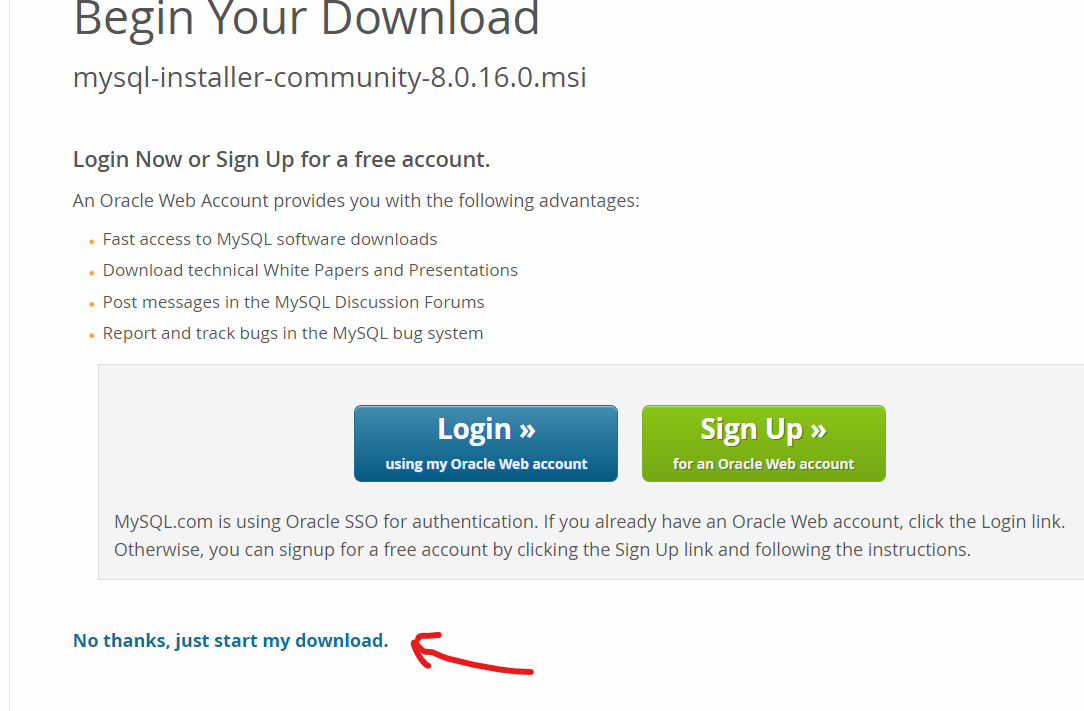 Begin Your Download
mysql-installer-community-8.0.16.0.msi
Login Now or Sign Up for a free account.
An Oracle Web Account provides you with the following advantages:
Fast access to MySQL software downloads
Download technical White Papers and Presentations
Post messages in the MySQL Discussion Forums
Report and track bugs in the MySQL bug system
Login »
using my Oracle Web account
Sign Up »
for an Oracle Web account
MySQL.com is using Oracle SSO for authentication. If you already have an Oracle Web account, click the Login link.
Otherwise, you can signup for a free account by clicking the Sign Up link and following the instructions.
No thanks, just start my download.